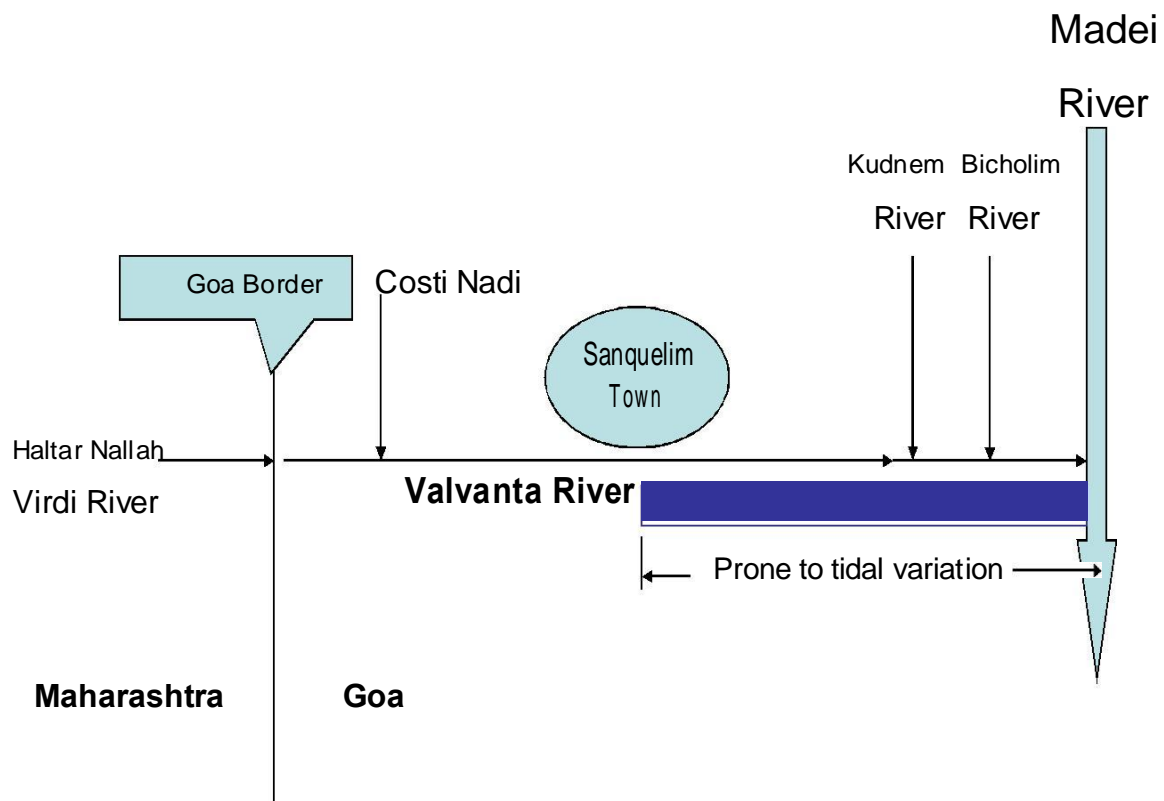 Madei
River
Kudnem Bicholim
River River
Goa Border
Costi Nadi
Sanquelim
Town
Haltar Nallah
Virdi River
Valvanta River
Prone to tidal variation
Maharashtra
Goa